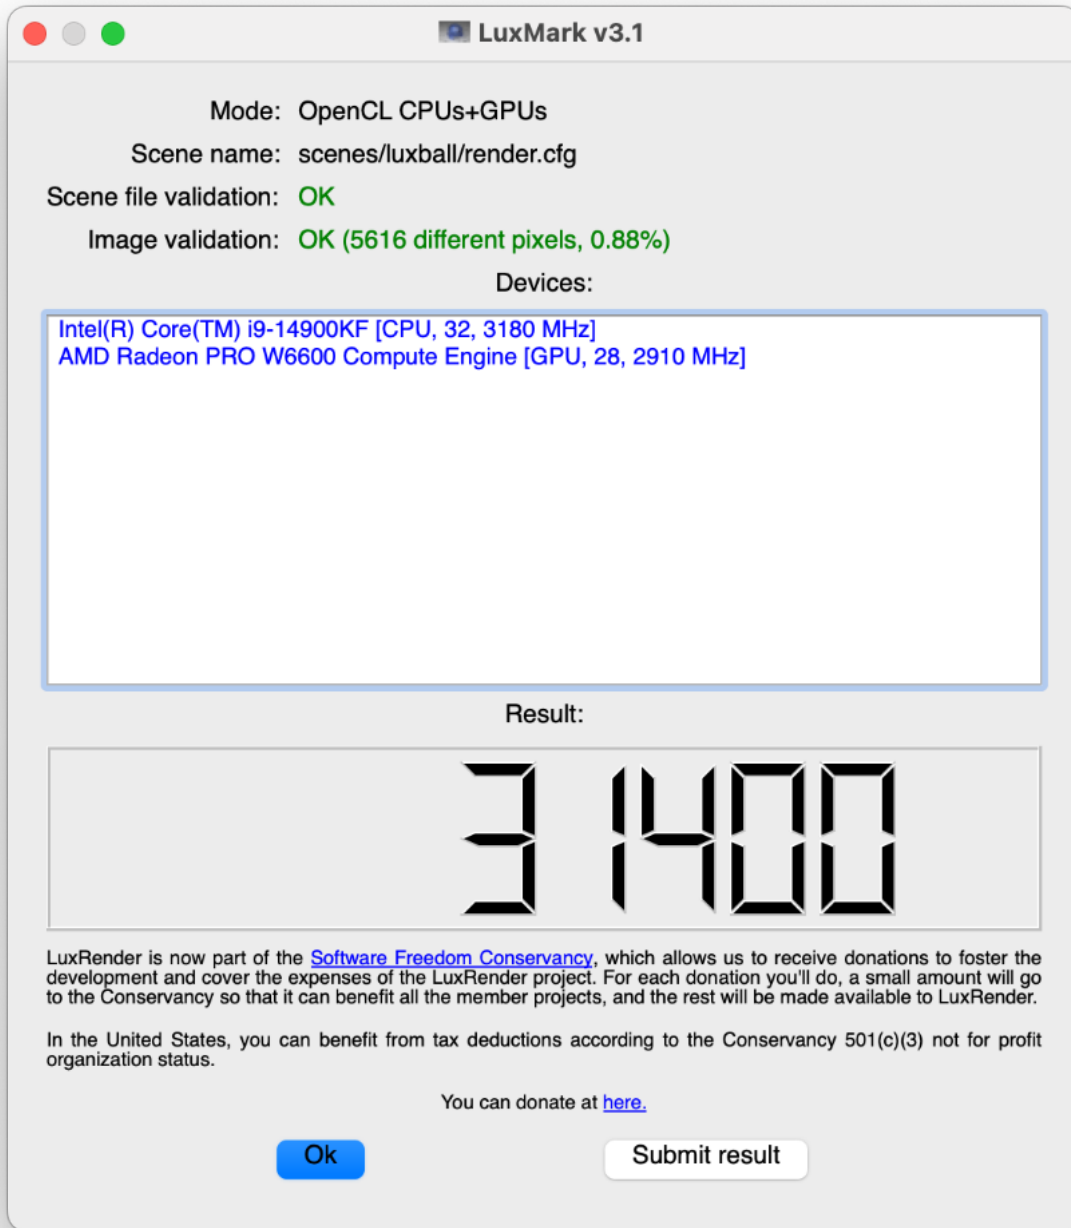 LuxMark v3.1
Mode: OpenCL CPUs+GPUs
Scene name: scenes/luxball/render.cfg
Scene file validation: OK
Image validation: OK (5616 different pixels, 0.88%)
Devices:
Intel(R) Core(TM) i9-14900KF [CPU, 32, 3180 MHz]
AMD Radeon PRO W6600 Compute Engine [GPU, 28, 2910 MHz]
Result:
31400
LuxRender is now part of the Software Freedom Conservancy, which allows us to receive donations to foster the
development and cover the expenses of the LuxRender project. For each donation you'll do, a small amount will go
to the Conservancy so that it can benefit all the member projects, and the rest will be made available to LuxRender.
In the United States, you can benefit from tax deductions according to the Conservancy 501(c)(3) not for profit
organization status.
You can donate at here.
Ok
Submit result